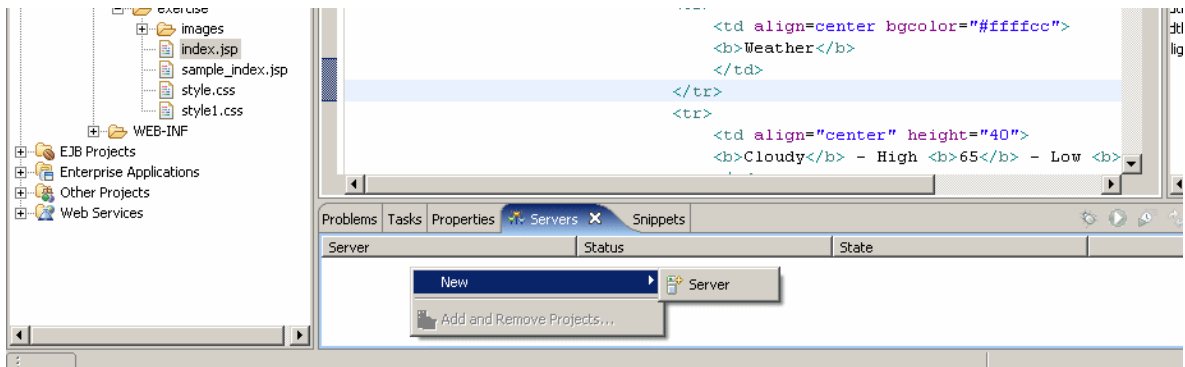 exercise
images
index.jsp
sample_index.jsp
style.css
style1.css
WEB-INF
EJB Projects
Enterprise Applications
Other Projects
Web Services
<td align=center bgcolor="#ffffcc">
<b>Weather</b>
</td>
</tr>
<tr>
<td align="center" height="40">
<b>Cloudy</b> - High <b>65</b> - Low <b>
Problems Tasks Properties Servers Snippets
Server Status State
New
Server
Add and Remove Projects...